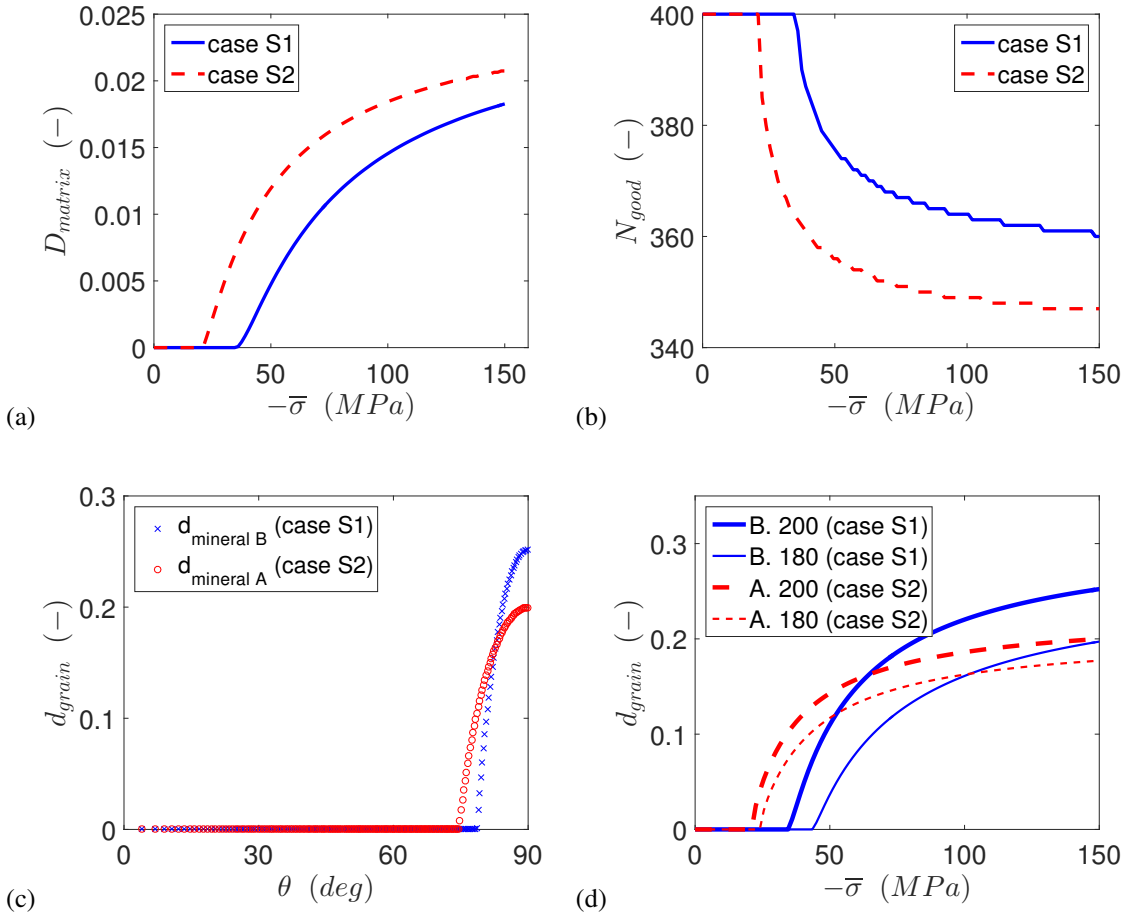 case S1
case S2
0.025
0.02
0.015
0.01
0.005
0
D_matrix (−)
0 50 100 150
−σ̅ (MPa)
(a)
case S1
case S2
400
380
360
340
N_good (−)
0 50 100 150
−σ̅ (MPa)
(b)
d_mineral B (case S1)
d_mineral A (case S2)
0.3
0.2
0.1
0
d_grain (−)
0 30 60 90
θ (deg)
(c)
B. 200 (case S1)
B. 180 (case S1)
A. 200 (case S2)
A. 180 (case S2)
0.3
0.2
0.1
0
d_grain (−)
0 50 100 150
−σ̅ (MPa)
(d)